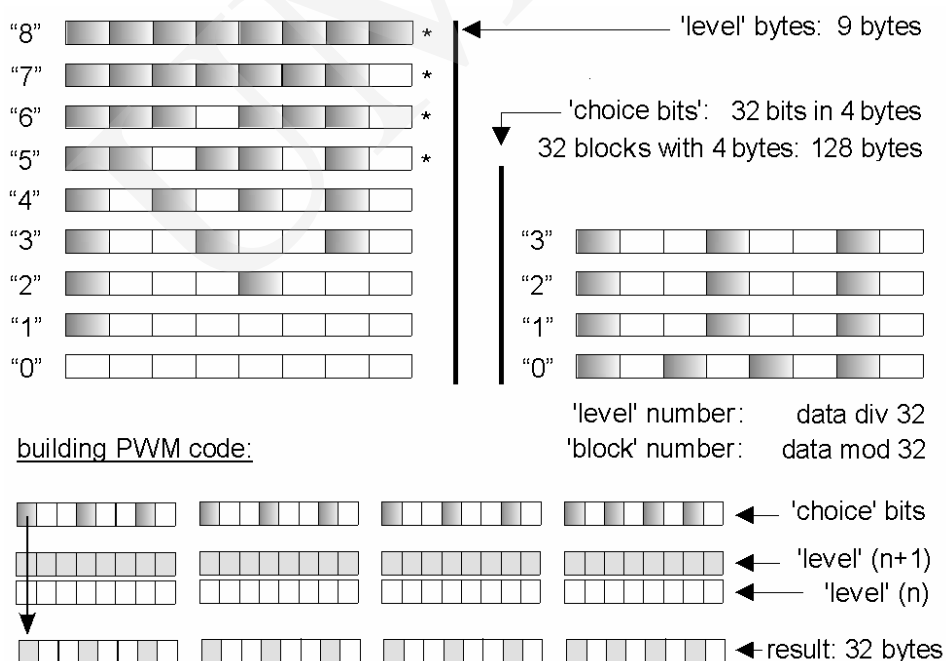 “8” * 'level' bytes: 9 bytes
“7” *
“6” * 'choice bits': 32 bits in 4 bytes
32 blocks with 4 bytes: 128 bytes
“5” *
“4”
“3” “3”
“2” “2”
“1” “1”
“0” “0”
'level' number: data div 32
building PWM code: 'block' number: data mod 32
'choice' bits
'level' (n+1)
'level' (n)
result: 32 bytes